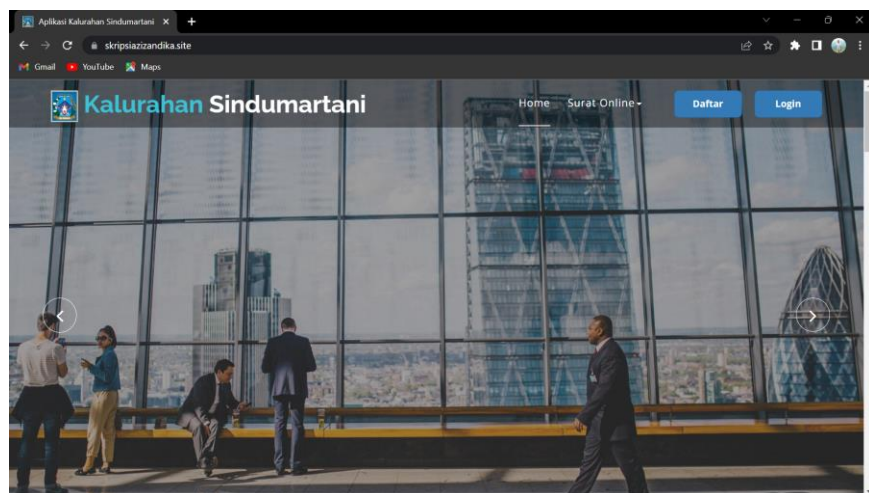 Aplikasi Kalurahan Sindumartani
skripsiazizandika.site
Gmail YouTube Maps
Kalurahan Sindumartani
Home Surat Online Daftar Login